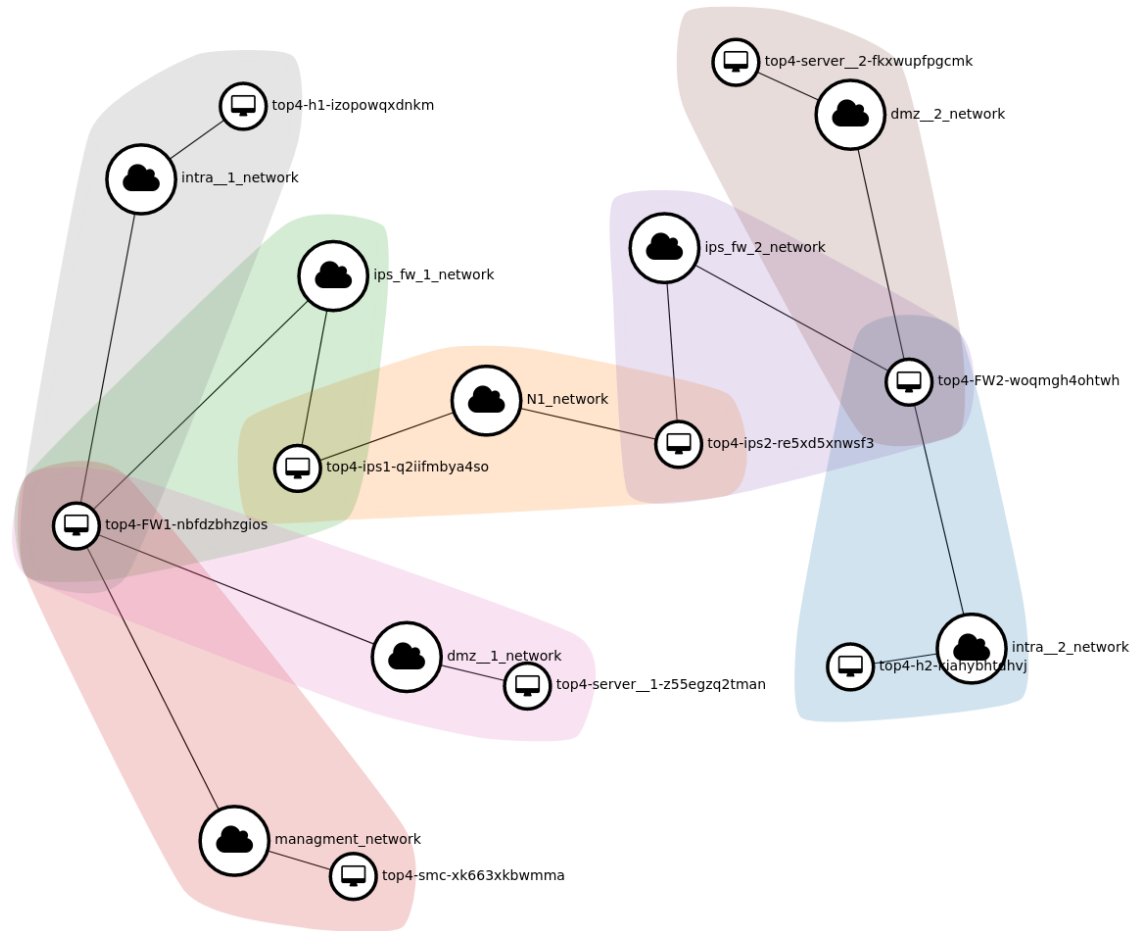 top4-server__2-fkxwupfpgcmk
top4-h1-izopowqxdnkm
dmz__2_network
intra__1_network
ips_fw_2_network
ips_fw_1_network
top4-FW2-woqmgh4ohtwh
N1_network
top4-ips2-re5xd5xnwsf3
top4-ips1-q2iifmbya4so
top4-FW1-nbfdzbhzgios
intra__2_network
dmz__1_network
top4-server__1-z55egzq2tman
managment_network
top4-smc-xk663xkbwmma